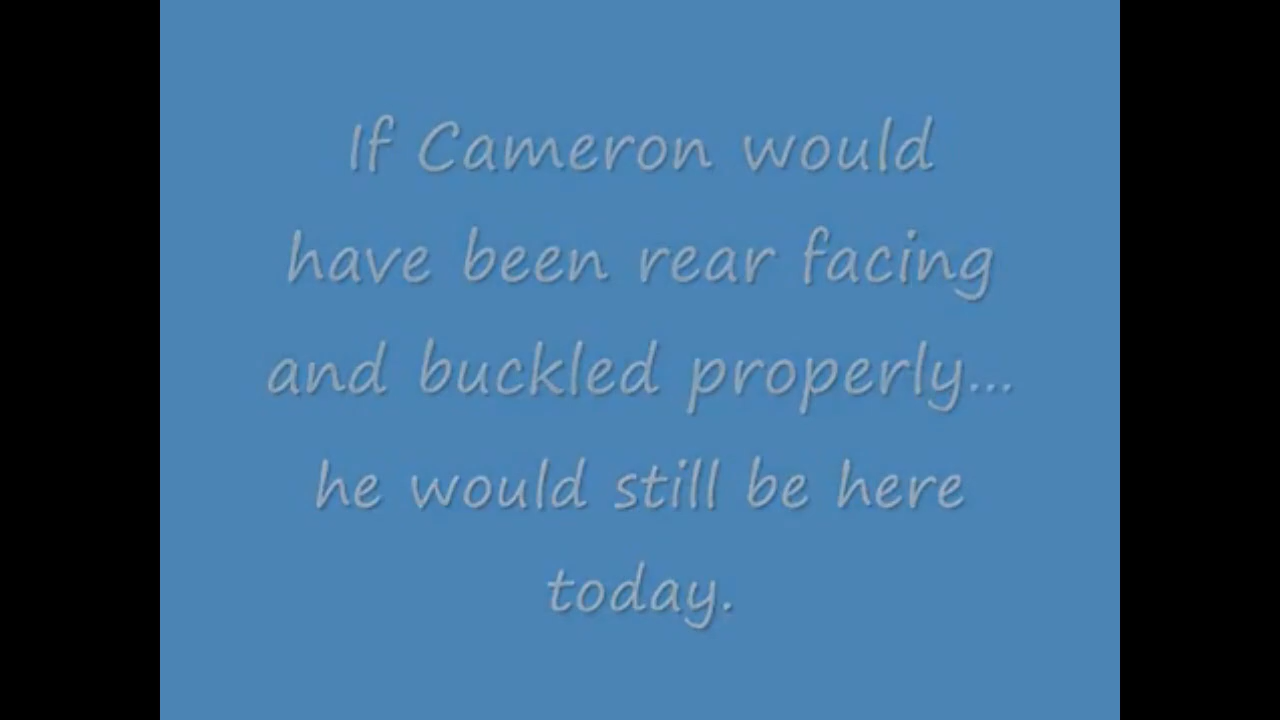 If Cameron would
have been rear facing
and buckled properly...
he would still be here
today.